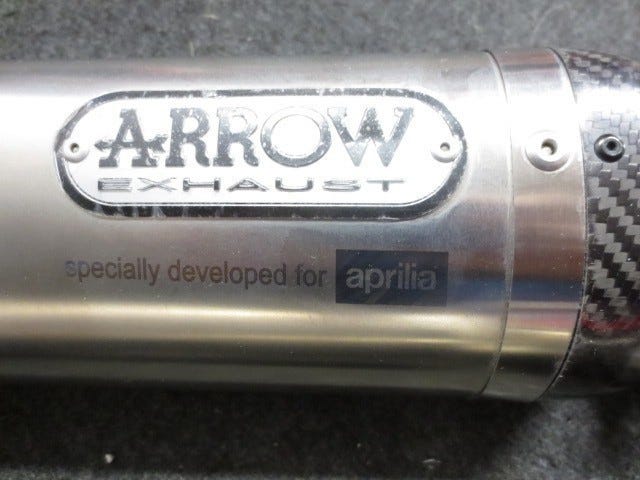 ARROW
EXHAUST
specially developed for aprilia